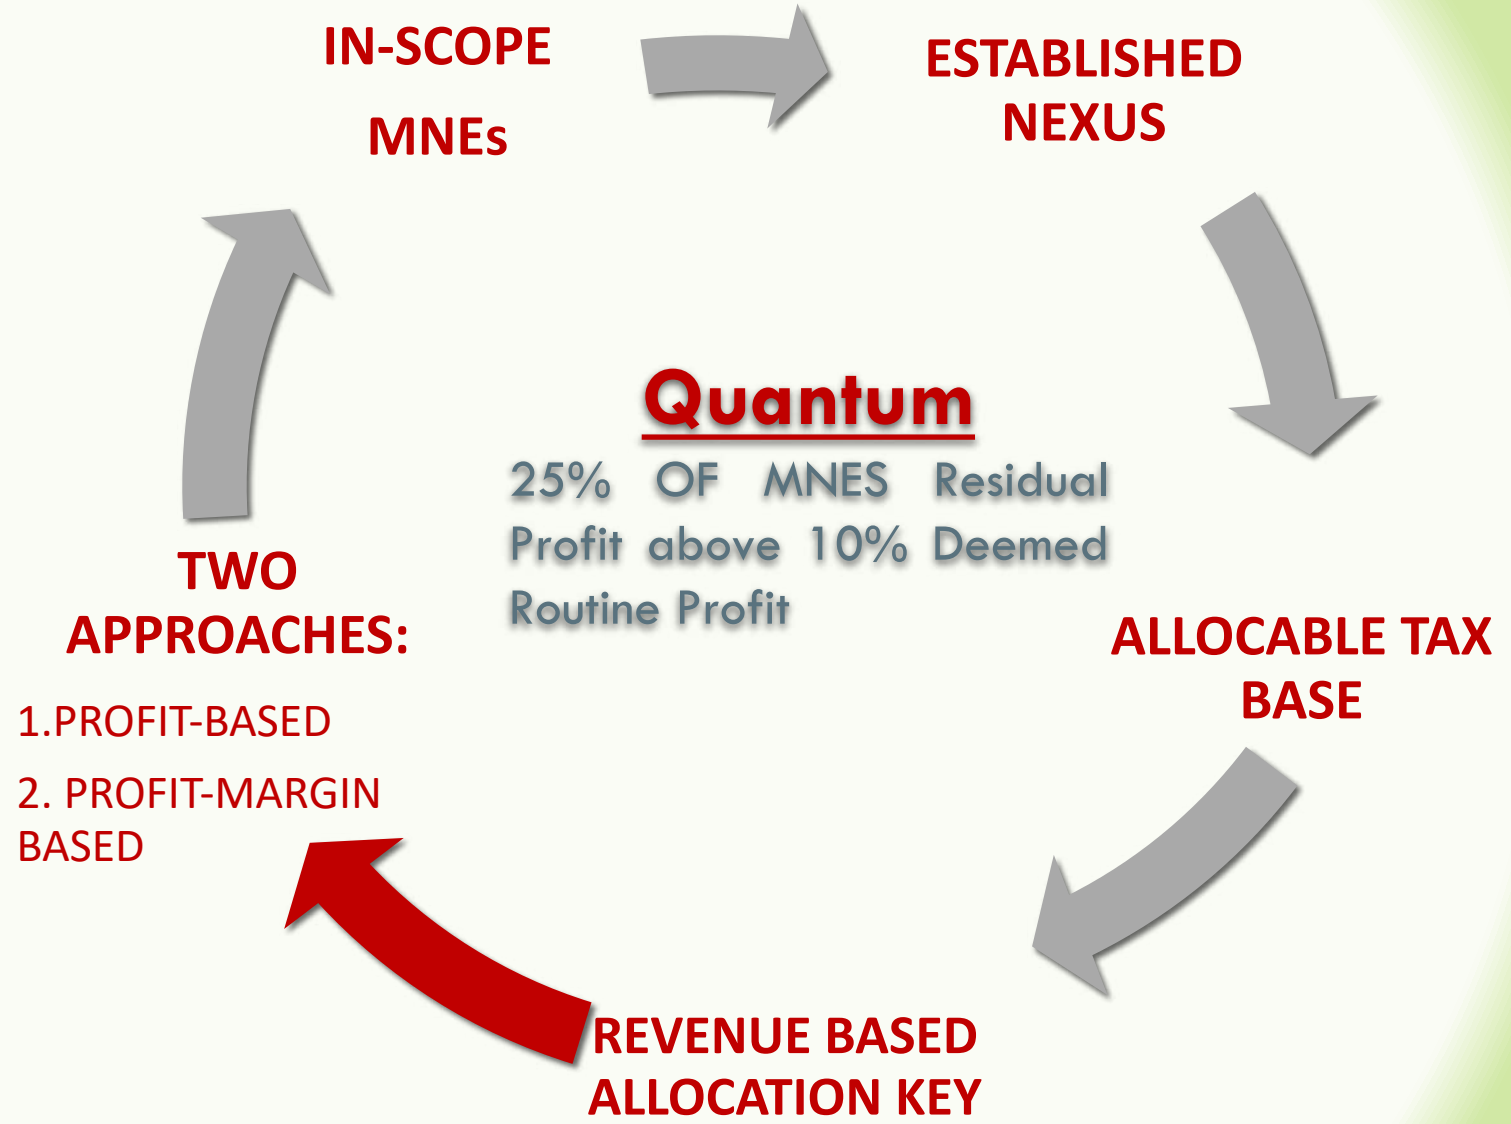 IN-SCOPE
MNEs
ESTABLISHED
NEXUS
ALLOCABLE TAX
BASE
REVENUE BASED
ALLOCATION KEY
TWO
APPROACHES:
1.PROFIT-BASED
2. PROFIT-MARGIN
BASED
Quantum
25% OF MNES Residual
Profit above 10% Deemed
Routine Profit